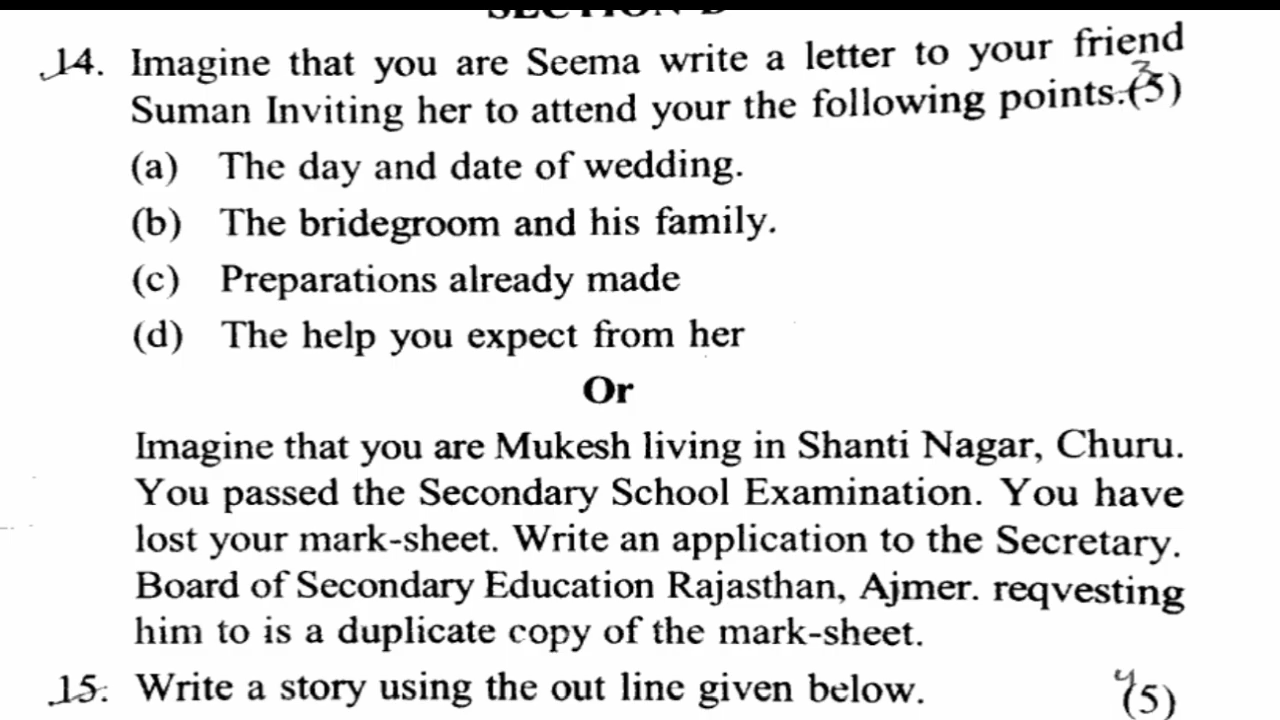 14. Imagine that you are Seema write a letter to your friend
Suman Inviting her to attend your the following points.(5)
3
(a) The day and date of wedding.
(b) The bridegroom and his family.
(c) Preparations already made
(d) The help you expect from her
Or
Imagine that you are Mukesh living in Shanti Nagar, Churu.
You passed the Secondary School Examination. You have
lost your mark-sheet. Write an application to the Secretary.
Board of Secondary Education Rajasthan, Ajmer. reqvesting
him to is a duplicate copy of the mark-sheet.
15. Write a story using the out line given below. (5)
4